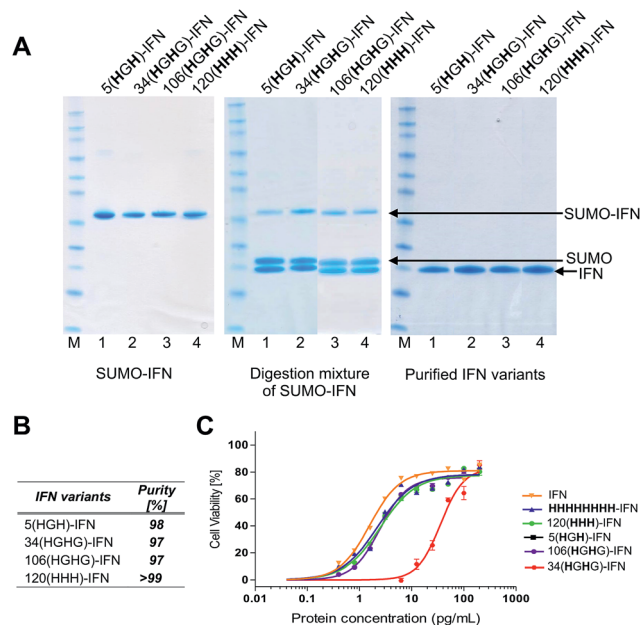 A
5(HGH)-IFN
34(HGHG)-IFN
106(HGHG)-IFN
120(HHH)-IFN
5(HGH)-IFN
34(HGHG)-IFN
106(HGHG)-IFN
120(HHH)-IFN
5(HGH)-IFN
34(HGHG)-IFN
106(HGHG)-IFN
120(HHH)-IFN
SUMO-IFN
SUMO
IFN
M 1 2 3 4 M 1 2 3 4 M 1 2 3 4
SUMO-IFN
Digestion mixture
of SUMO-IFN
Purified IFN variants
B
IFN variants Purity
[%]
5(HGH)-IFN 98
34(HGHG)-IFN 97
106(HGHG)-IFN 97
120(HHH)-IFN >99
C
Cell Viability [%]
100
80
60
40
20
0
0.01 0.1 1 10 100 1000
Protein concentration (pg/mL)
IFN
HHHHHHHH-IFN
120(HHH)-IFN
5(HGH)-IFN
106(HGHG)-IFN
34(HGHG)-IFN